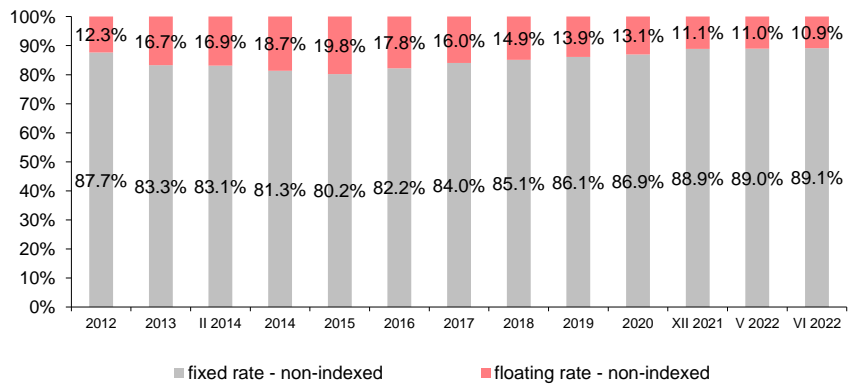 100%
90%
80%
70%
60%
50%
40%
30%
20%
10%
0%
12.3% 16.7% 16.9% 18.7% 19.8% 17.8% 16.0% 14.9% 13.9% 13.1% 11.1% 11.0% 10.9%
87.7% 83.3% 83.1% 81.3% 80.2% 82.2% 84.0% 85.1% 86.1% 86.9% 88.9% 89.0% 89.1%
2012 2013 II 2014 2014 2015 2016 2017 2018 2019 2020 XII 2021 V 2022 VI 2022
fixed rate - non-indexed floating rate - non-indexed